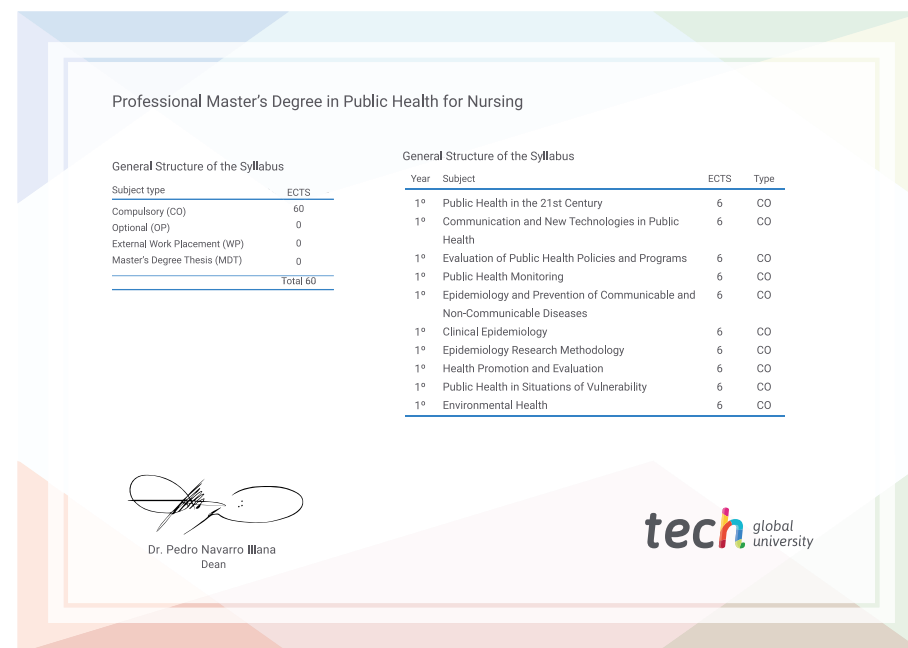 Professional Master's Degree in Public Health for Nursing
General Structure of the Syllabus
Subject type ECTS
Compulsory (CO) 60
Optional (OP) 0
External Work Placement (WP) 0
Master's Degree Thesis (MDT) 0
Total 60
General Structure of the Syllabus
Year Subject ECTS Type
1º Public Health in the 21st Century 6 CO
1º Communication and New Technologies in Public 6 CO
Health
1º Evaluation of Public Health Policies and Programs 6 CO
1º Public Health Monitoring 6 CO
1º Epidemiology and Prevention of Communicable and 6 CO
Non-Communicable Diseases
1º Clinical Epidemiology 6 CO
1º Epidemiology Research Methodology 6 CO
1º Health Promotion and Evaluation 6 CO
1º Public Health in Situations of Vulnerability 6 CO
1º Environmental Health 6 CO
Dr. Pedro Navarro Illana
Dean
tech global
university